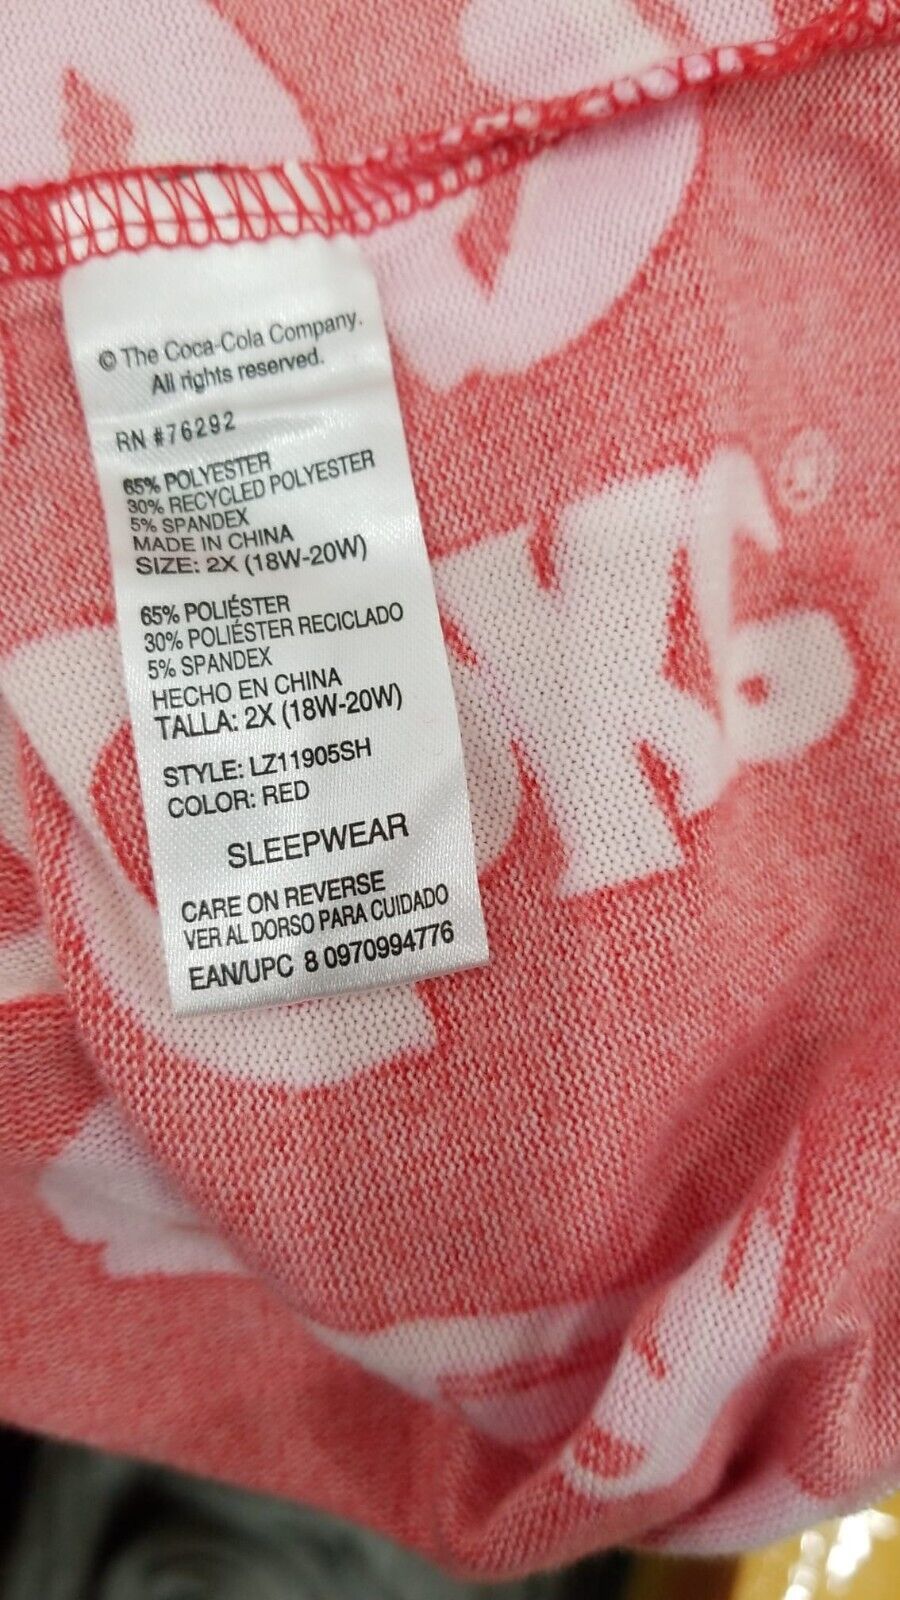 © The Coca-Cola Company.
All rights reserved.
RN #76292
65% POLYESTER
30% RECYCLED POLYESTER
5% SPANDEX
MADE IN CHINA
SIZE: 2X (18W-20W)
65% POLIÉSTER
30% POLIÉSTER RECICLADO
5% SPANDEX
HECHO EN CHINA
TALLA: 2X (18W-20W)
STYLE: LZ11905SH
COLOR: RED
SLEEPWEAR
CARE ON REVERSE
VER AL DORSO PARA CUIDADO
EAN/UPC 8 0970994776